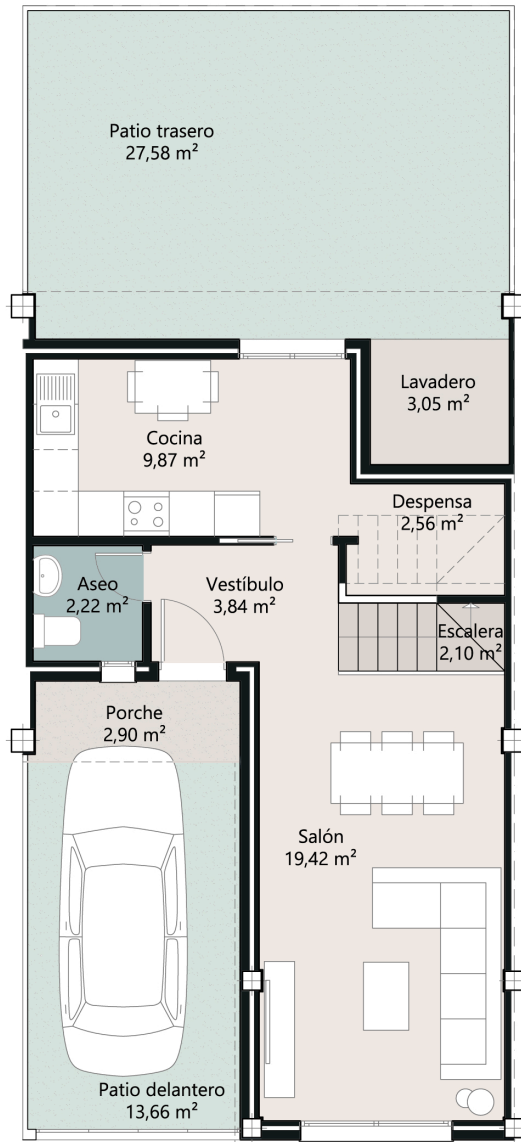 Patio trasero
27,58 m²
Lavadero
3,05 m²
Cocina
9,87 m²
Despensa
2,56 m²
Aseo
2,22 m²
Vestíbulo
3,84 m²
Escalera
2,10 m²
Porche
2,90 m²
Salón
19,42 m²
Patio delantero
13,66 m²